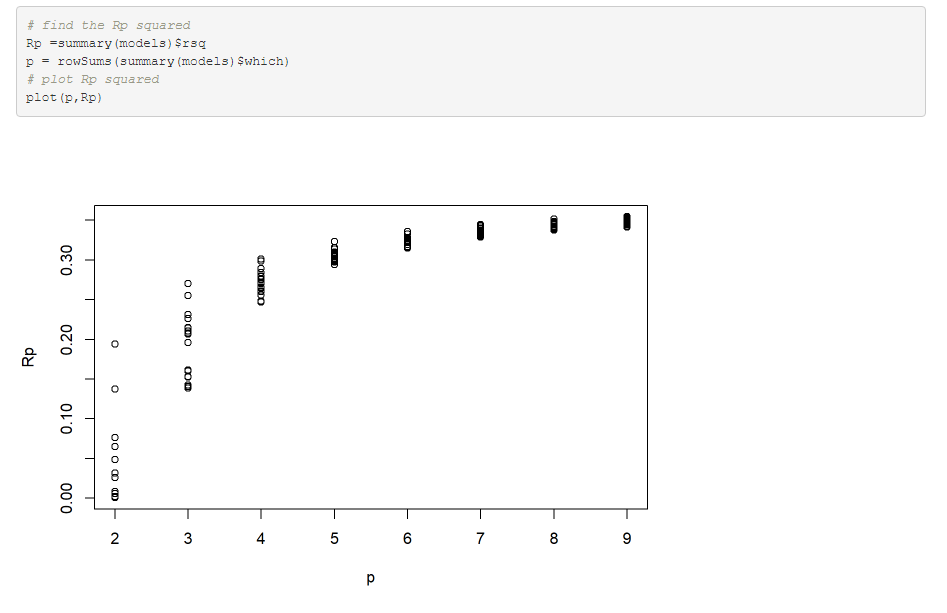 # find the Rp squared
Rp =summary(models)$rsq
p = rowSums(summary(models)$which)
# plot Rp squared
plot(p,Rp)
0.30
0.20
Rp
0.10
0.00
2 3 4 5 6 7 8 9
p